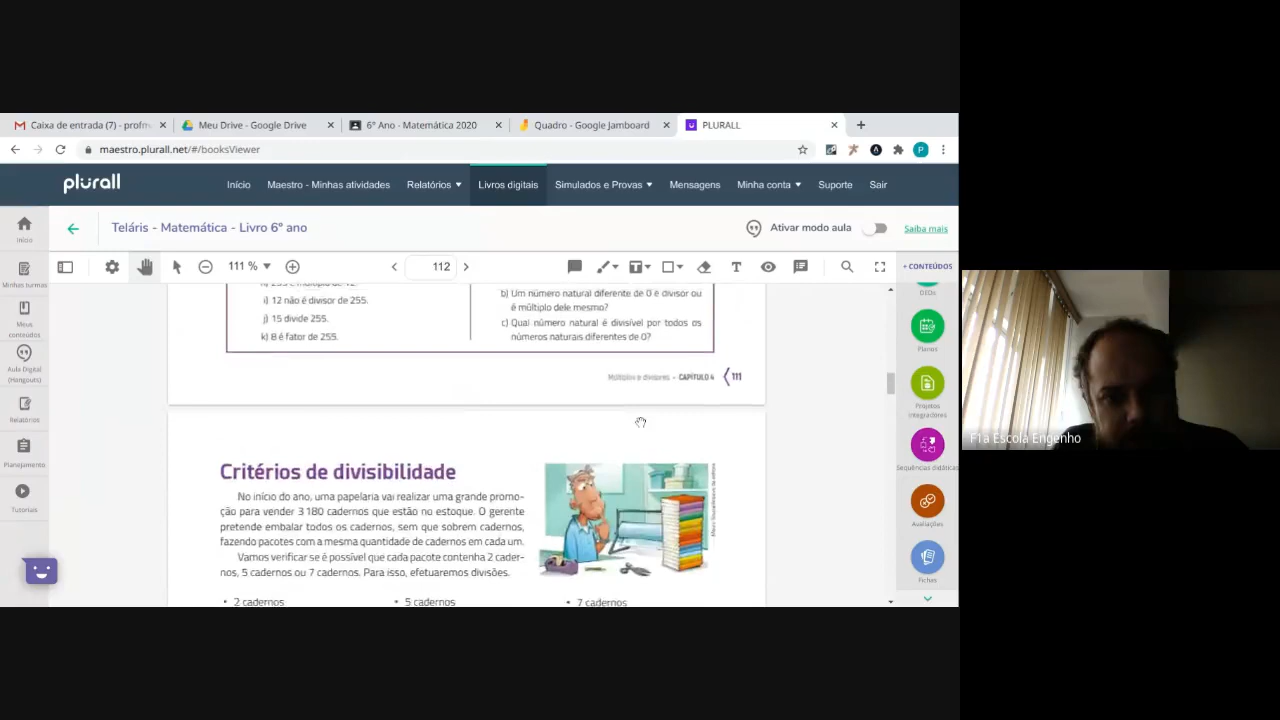 Caixa de entrada (7) - profm
Meu Drive - Google Drive
6º Ano - Matemática 2020
Quadro - Google Jamboard
PLURALL
maestro.plurall.net/#/booksViewer
P
plurall
Início
Maestro - Minhas atividades
Relatórios
Livros digitais
Simulados e Provas
Mensagens
Minha conta
Suporte
Sair
Teláris - Matemática - Livro 6º ano
Ativar modo aula
Saiba mais
111 %
112
+ CONTEÚDOS
Início
Minhas turmas
Meus
conteúdos
Aula Digital
(Hangouts)
Relatórios
Planejamento
Tutoriais
i) 12 não é divisor de 255.
j) 15 divide 255.
k) 8 é fator de 255.
b) Um número natural diferente de 0 é divisor ou
é múltiplo dele mesmo?
c) Qual número natural é divisível por todos os
números naturais diferentes de 0?
Múltiplos e divisores - CAPÍTULO 4
111
Critérios de divisibilidade
No início do ano, uma papelaria vai realizar uma grande promo-
ção para vender 3 180 cadernos que estão no estoque. O gerente
pretende embalar todos os cadernos, sem que sobrem cadernos,
fazendo pacotes com a mesma quantidade de cadernos em cada um.
Vamos verificar se é possível que cada pacote contenha 2 cader-
nos, 5 cadernos ou 7 cadernos. Para isso, efetuaremos divisões.
• 2 cadernos
• 5 cadernos
• 7 cadernos
OEDs
Planos
Projetos
Integradores
Sequências didáticas
Avaliações
Fichas
F1a Escola Engenho